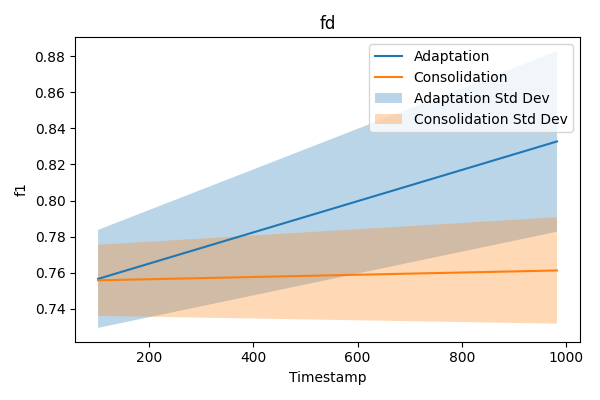 fd
Adaptation
Consolidation
Adaptation Std Dev
Consolidation Std Dev
0.88
0.86
0.84
0.82
0.80
0.78
0.76
0.74
f1
200
400
600
800
1000
Timestamp